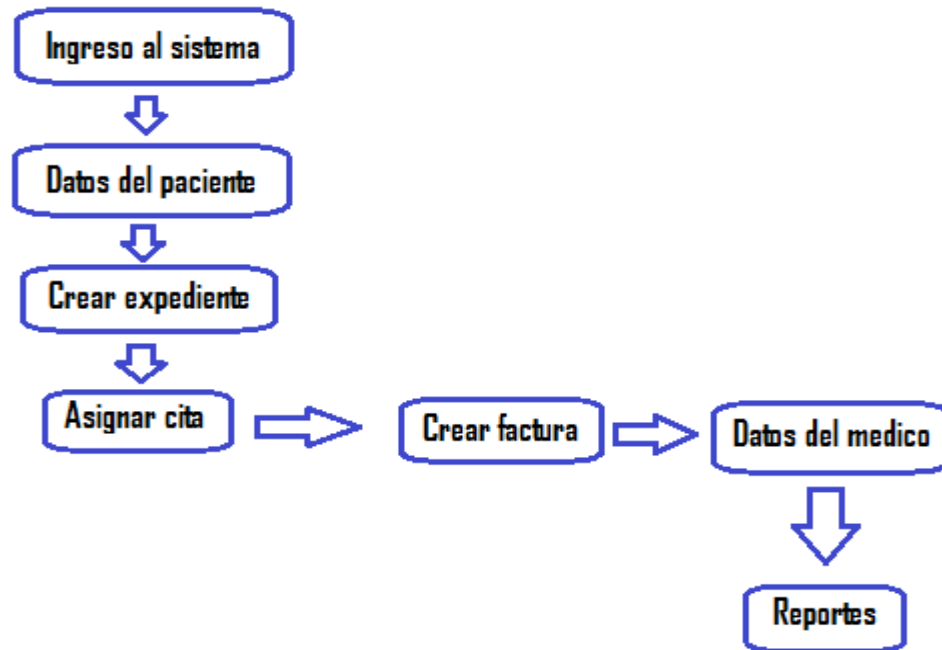 Ingreso al sistema
Datos del paciente
Crear expediente
Asignar cita
Crear factura
Datos del medico
Reportes